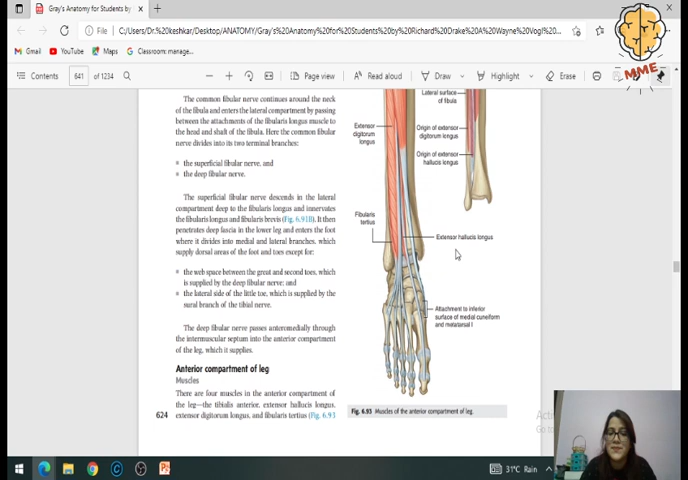 Gray's Anatomy for Students by
File
C:/Users/Dr.%20keshkar/Desktop/ANATOMY/Gray's%20Anatomy%20for%20Students%20by%20Richard%20Drake%20A%20Wayne%20Vogl%20...
Gmail YouTube Maps Classroom manage...
Contents 641 of 1234 Page view Read aloud Draw Highlight Erase
MME
The common fibular nerve continues around the neck
of the fibula and enters the lateral compartment by passing
between the attachments of the fibularis longus muscle to
the head and shaft of the fibula. Here the common fibular
nerve divides into its two terminal branches:
■ the superficial fibular nerve, and
■ the deep fibular nerve.
The superficial fibular nerve descends in the lateral
compartment deep to the fibularis longus and innervates
the fibularis longus and fibularis brevis (Fig. 6.91B). It then
penetrates deep fascia in the lower leg and enters the foot
where it divides into medial and lateral branches, which
supply dorsal areas of the foot and toes except for:
■ the web space between the great and second toes, which
is supplied by the deep fibular nerve; and
■ the lateral side of the little toe, which is supplied by the
sural branch of the tibial nerve.
The deep fibular nerve passes anteromedially through
the intermuscular septum into the anterior compartment
of the leg, which it supplies.
Anterior compartment of leg
Muscles
There are four muscles in the anterior compartment of
the leg—the tibialis anterior, extensor hallucis longus,
extensor digitorum longus, and fibularis tertius (Fig. 6.93
624
Lateral surface
of fibula
Extensor
digitorum
longus
Origin of extensor
digitorum longus
Origin of extensor
hallucis longus
Fibularis
tertius
Extensor hallucis longus
Attachment to inferior
surface of medial cuneiform
and metatarsal I
Fig. 6.93 Muscles of the anterior compartment of leg.
31°C Rain